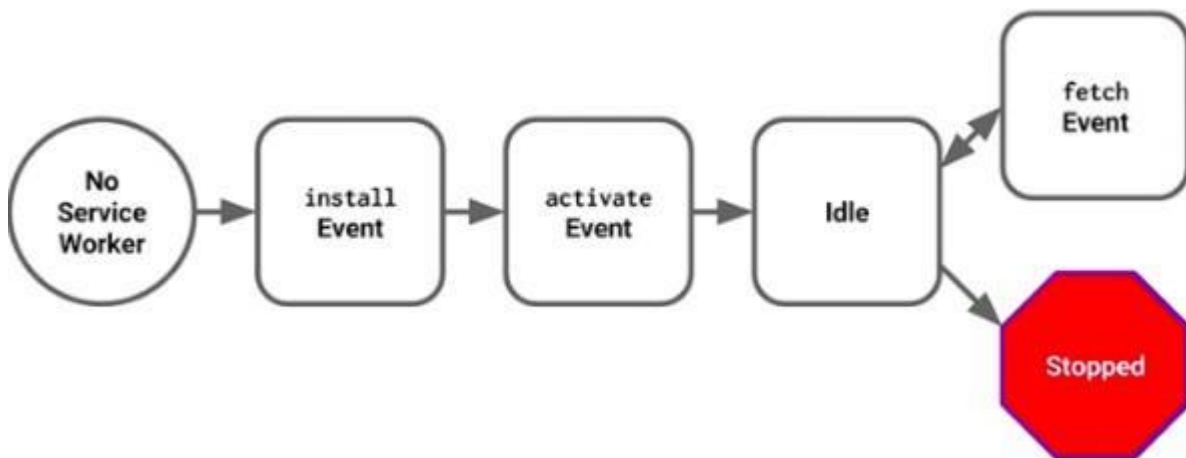 No
Service
Worker
install
Event
activate
Event
Idle
fetch
Event
Stopped